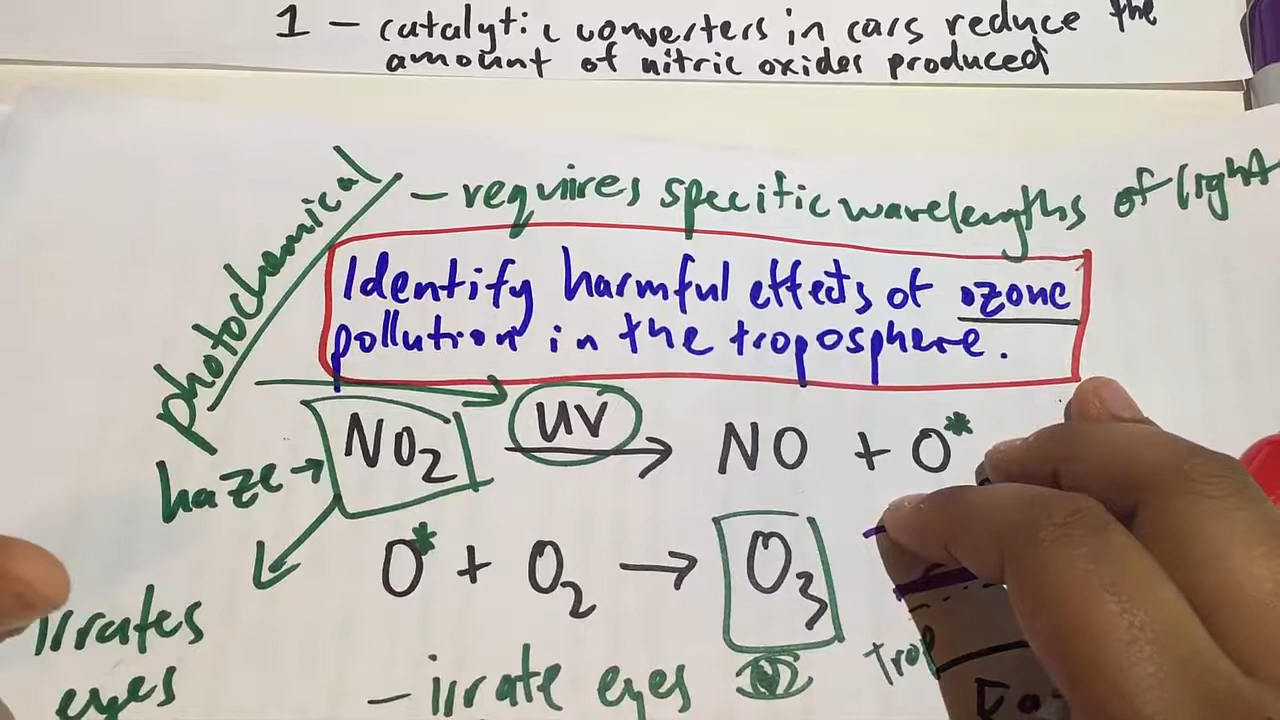 1 – catalytic converters in cars reduce the
amount of nitric oxides produced
photochemical
– requires specific wavelengths of light
Identify harmful effects of ozone
pollution in the troposphere.
haze → NO2 UV → NO + O*
O* + O2 → O3
irrates
eyes
– irrate eyes
Trop